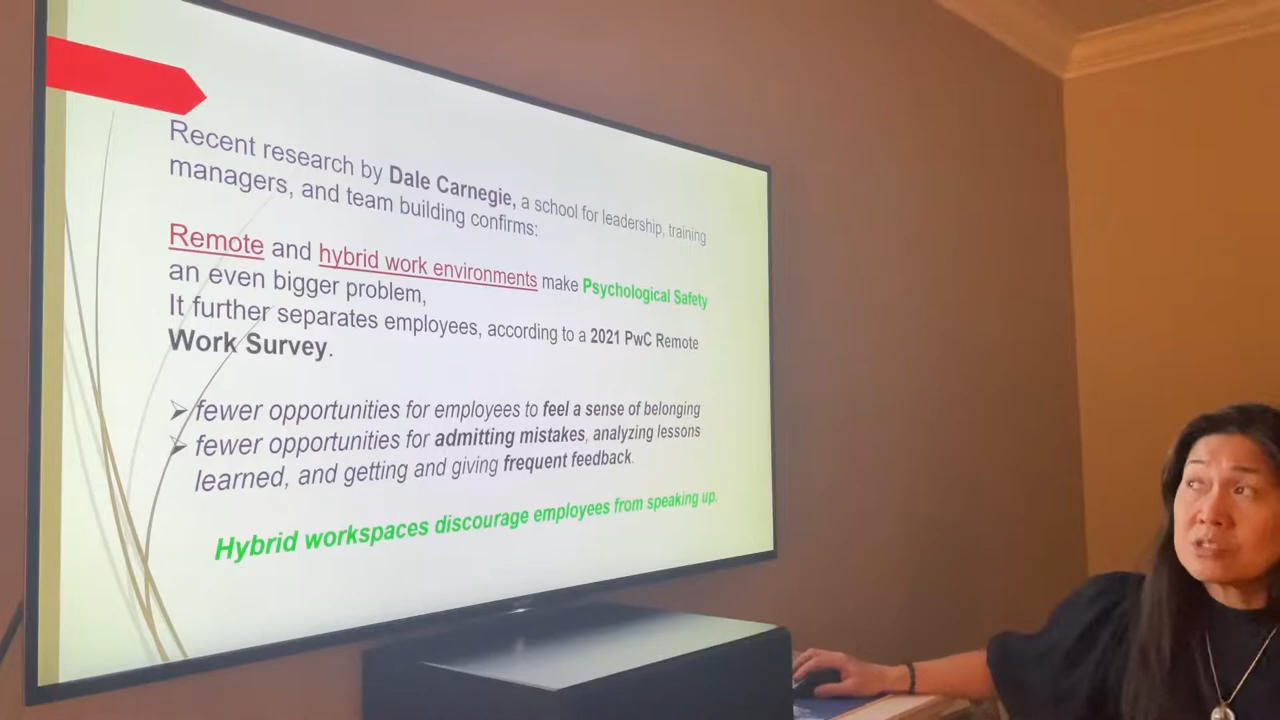 Recent research by Dale Carnegie, a school for leadership, training
managers, and team building confirms:
Remote and hybrid work environments make Psychological Safety
an even bigger problem,
It further separates employees, according to a 2021 PwC Remote
Work Survey.
fewer opportunities for employees to feel a sense of belonging
fewer opportunities for admitting mistakes, analyzing lessons
learned, and getting and giving frequent feedback.
Hybrid workspaces discourage employees from speaking up.